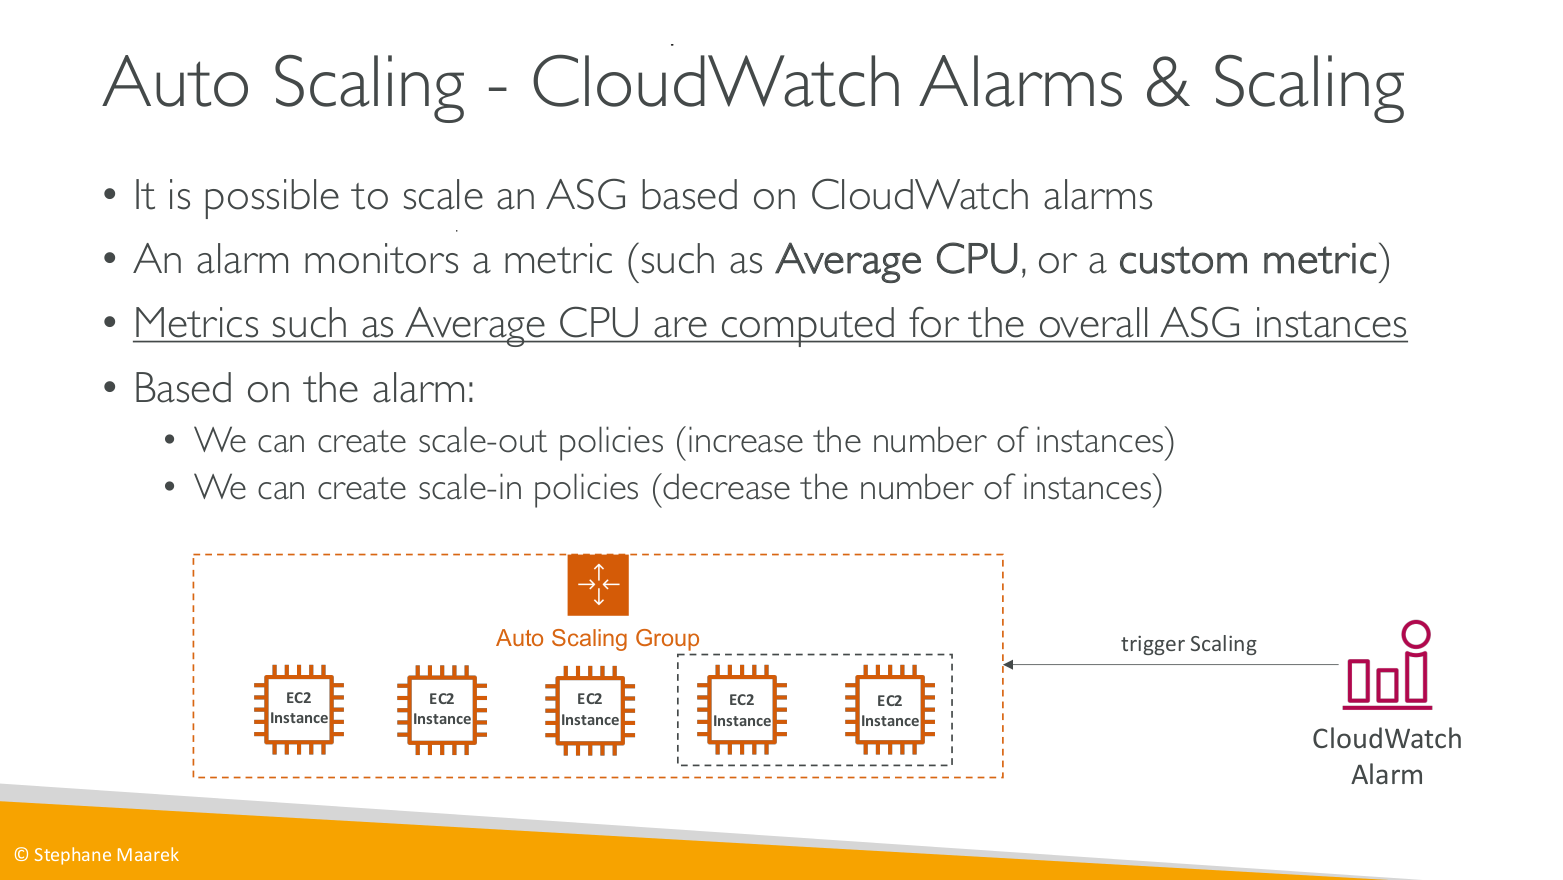 Auto Scaling - CloudWatch Alarms & Scaling
• It is possible to scale an ASG based on CloudWatch alarms
• An alarm monitors a metric (such as Average CPU, or a custom metric)
• Metrics such as Average CPU are computed for the overall ASG instances
• Based on the alarm:
• We can create scale-out policies (increase the number of instances)
• We can create scale-in policies (decrease the number of instances)
Auto Scaling Group
EC2
Instance
EC2
Instance
EC2
Instance
EC2
Instance
EC2
Instance
trigger Scaling
CloudWatch
Alarm
© Stephane Maarek